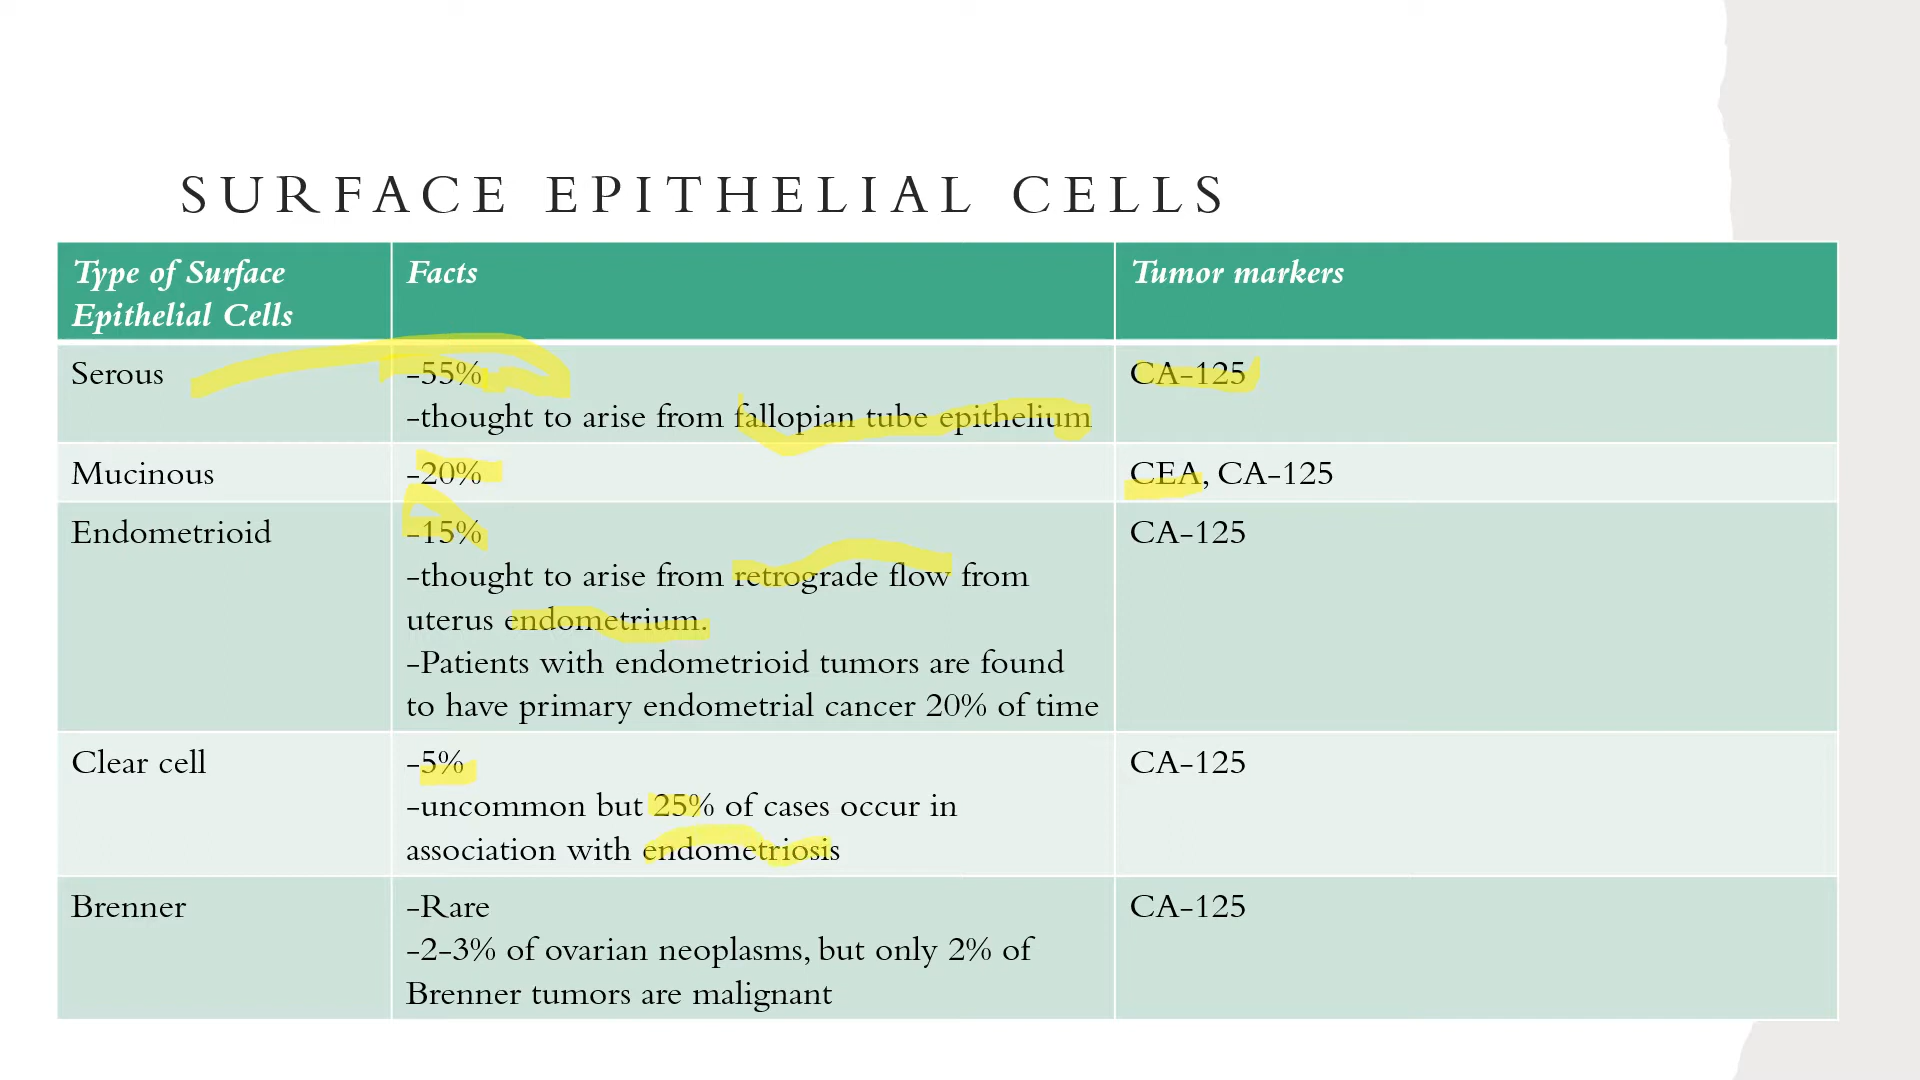 SURFACE EPITHELIAL CELLS
Type of Surface
Epithelial Cells
Facts
Tumor markers
Serous
-55%
-thought to arise from fallopian tube epithelium
CA-125
Mucinous
-20%
CEA, CA-125
Endometrioid
-15%
-thought to arise from retrograde flow from
uterus endometrium.
-Patients with endometrioid tumors are found
to have primary endometrial cancer 20% of time
CA-125
Clear cell
-5%
-uncommon but 25% of cases occur in
association with endometriosis
CA-125
Brenner
-Rare
-2-3% of ovarian neoplasms, but only 2% of
Brenner tumors are malignant
CA-125